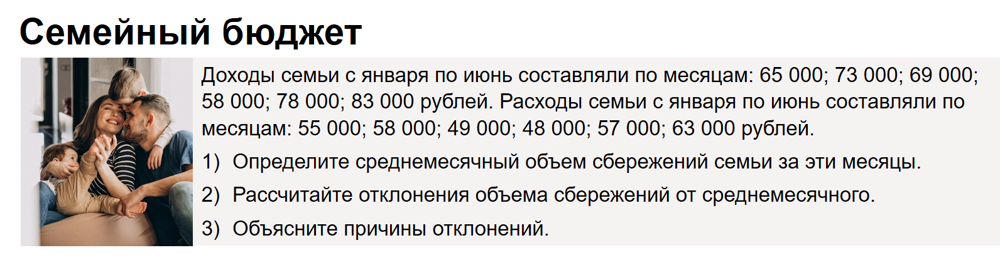 Семейный бюджет
Доходы семьи с января по июнь составляли по месяцам: 65 000; 73 000; 69 000;
58 000; 78 000; 83 000 рублей. Расходы семьи с января по июнь составляли по
месяцам: 55 000; 58 000; 49 000; 48 000; 57 000; 63 000 рублей.
1) Определите среднемесячный объем сбережений семьи за эти месяцы.
2) Рассчитайте отклонения объема сбережений от среднемесячного.
3) Объясните причины отклонений.